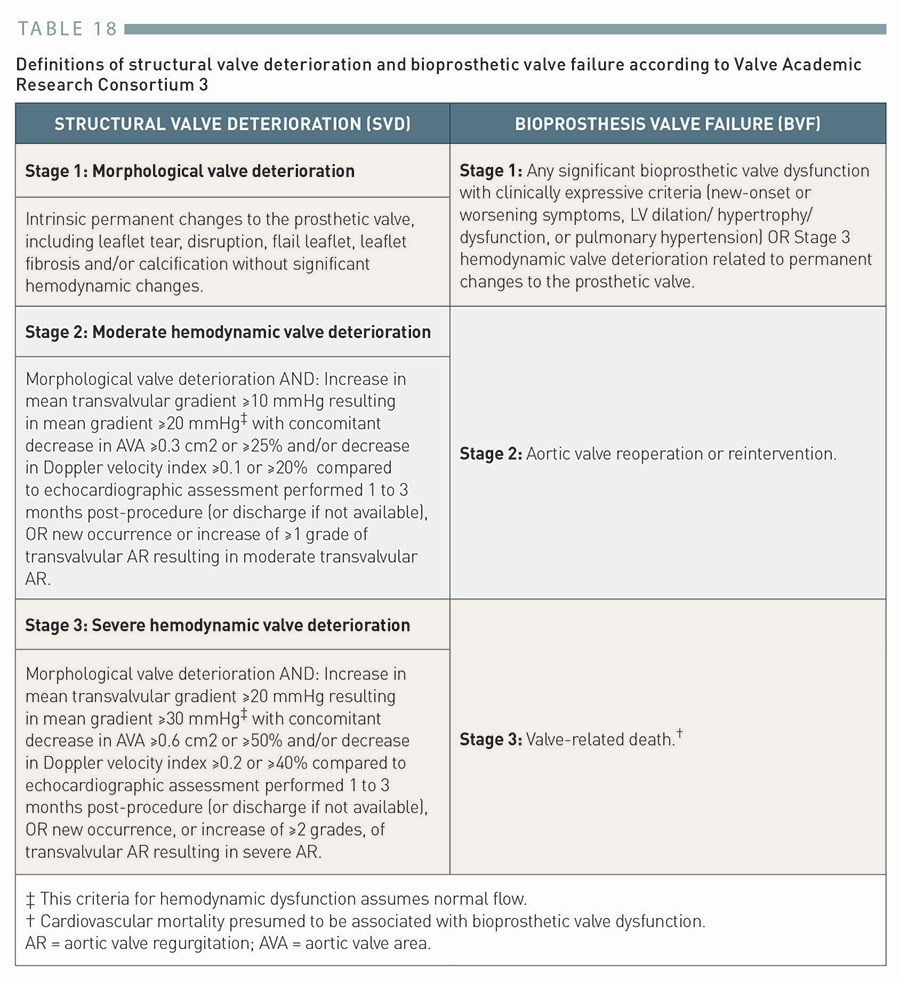 TABLE 18
Definitions of structural valve deterioration and bioprosthetic valve failure according to Valve Academic
Research Consortium 3
STRUCTURAL VALVE DETERIORATION (SVD)
BIOPROSTHESIS VALVE FAILURE (BVF)
Stage 1: Morphological valve deterioration
Intrinsic permanent changes to the prosthetic valve,
including leaflet tear, disruption, flail leaflet, leaflet
fibrosis and/or calcification without significant
hemodynamic changes.
Stage 1: Any significant bioprosthetic valve dysfunction
with clinically expressive criteria (new-onset or
worsening symptoms, LV dilation/ hypertrophy/
dysfunction, or pulmonary hypertension) OR Stage 3
hemodynamic valve deterioration related to permanent
changes to the prosthetic valve.
Stage 2: Moderate hemodynamic valve deterioration
Morphological valve deterioration AND: Increase in
mean transvalvular gradient ⩾10 mmHg resulting
in mean gradient ⩾20 mmHg‡ with concomitant
decrease in AVA ⩾0.3 cm2 or ⩾25% and/or decrease
in Doppler velocity index ⩾0.1 or ⩾20% compared
to echocardiographic assessment performed 1 to 3
months post-procedure (or discharge if not available),
OR new occurrence or increase of ⩾1 grade of
transvalvular AR resulting in moderate transvalvular
AR.
Stage 2: Aortic valve reoperation or reintervention.
Stage 3: Severe hemodynamic valve deterioration
Morphological valve deterioration AND: Increase in
mean transvalvular gradient ⩾20 mmHg resulting
in mean gradient ⩾30 mmHg‡ with concomitant
decrease in AVA ⩾0.6 cm2 or ⩾50% and/or decrease
in Doppler velocity index ⩾0.2 or ⩾40% compared to
echocardiographic assessment performed 1 to 3
months post-procedure (or discharge if not available),
OR new occurrence, or increase of ⩾2 grades, of
transvalvular AR resulting in severe AR.
Stage 3: Valve-related death.†
‡ This criteria for hemodynamic dysfunction assumes normal flow.
† Cardiovascular mortality presumed to be associated with bioprosthetic valve dysfunction.
AR = aortic valve regurgitation; AVA = aortic valve area.